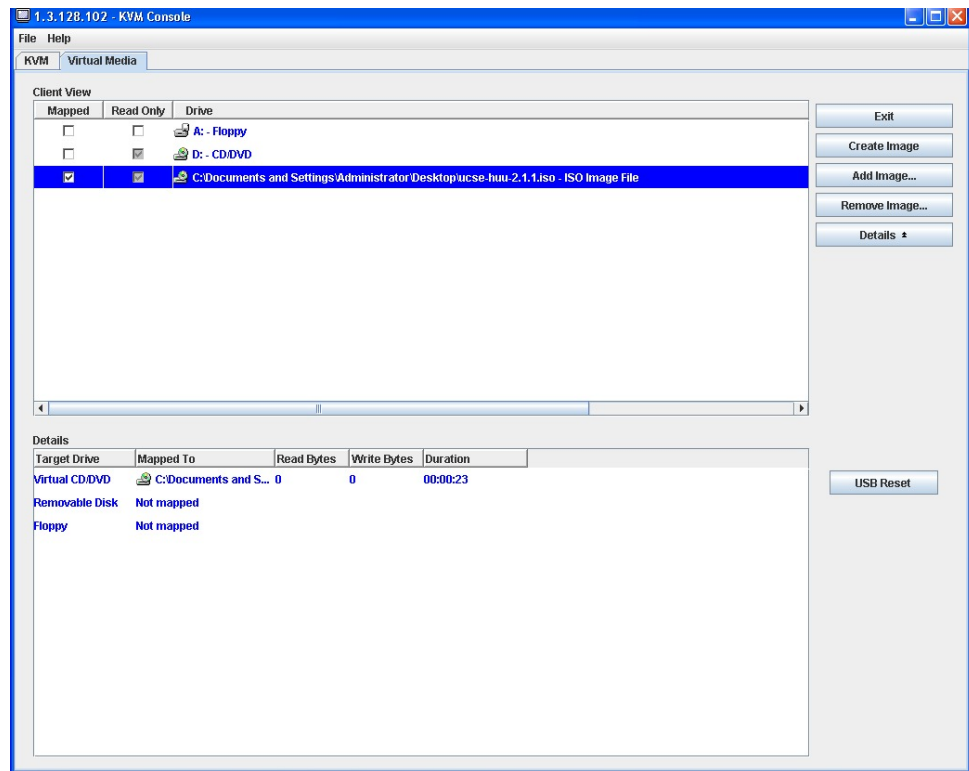 1.3.128.102 - KVM Console
File Help
KVM Virtual Media
Client View
Mapped Read Only Drive
A: - Floppy
D: - CD/DVD
C:\Documents and Settings\Administrator\Desktop\ucse-huu-2.1.1.iso - ISO Image File
Exit
Create Image
Add Image...
Remove Image...
Details
Details
Target Drive Mapped To Read Bytes Write Bytes Duration
Virtual CD/DVD C:\Documents and S... 0 0 00:00:23
Removable Disk Not mapped
Floppy Not mapped
USB Reset